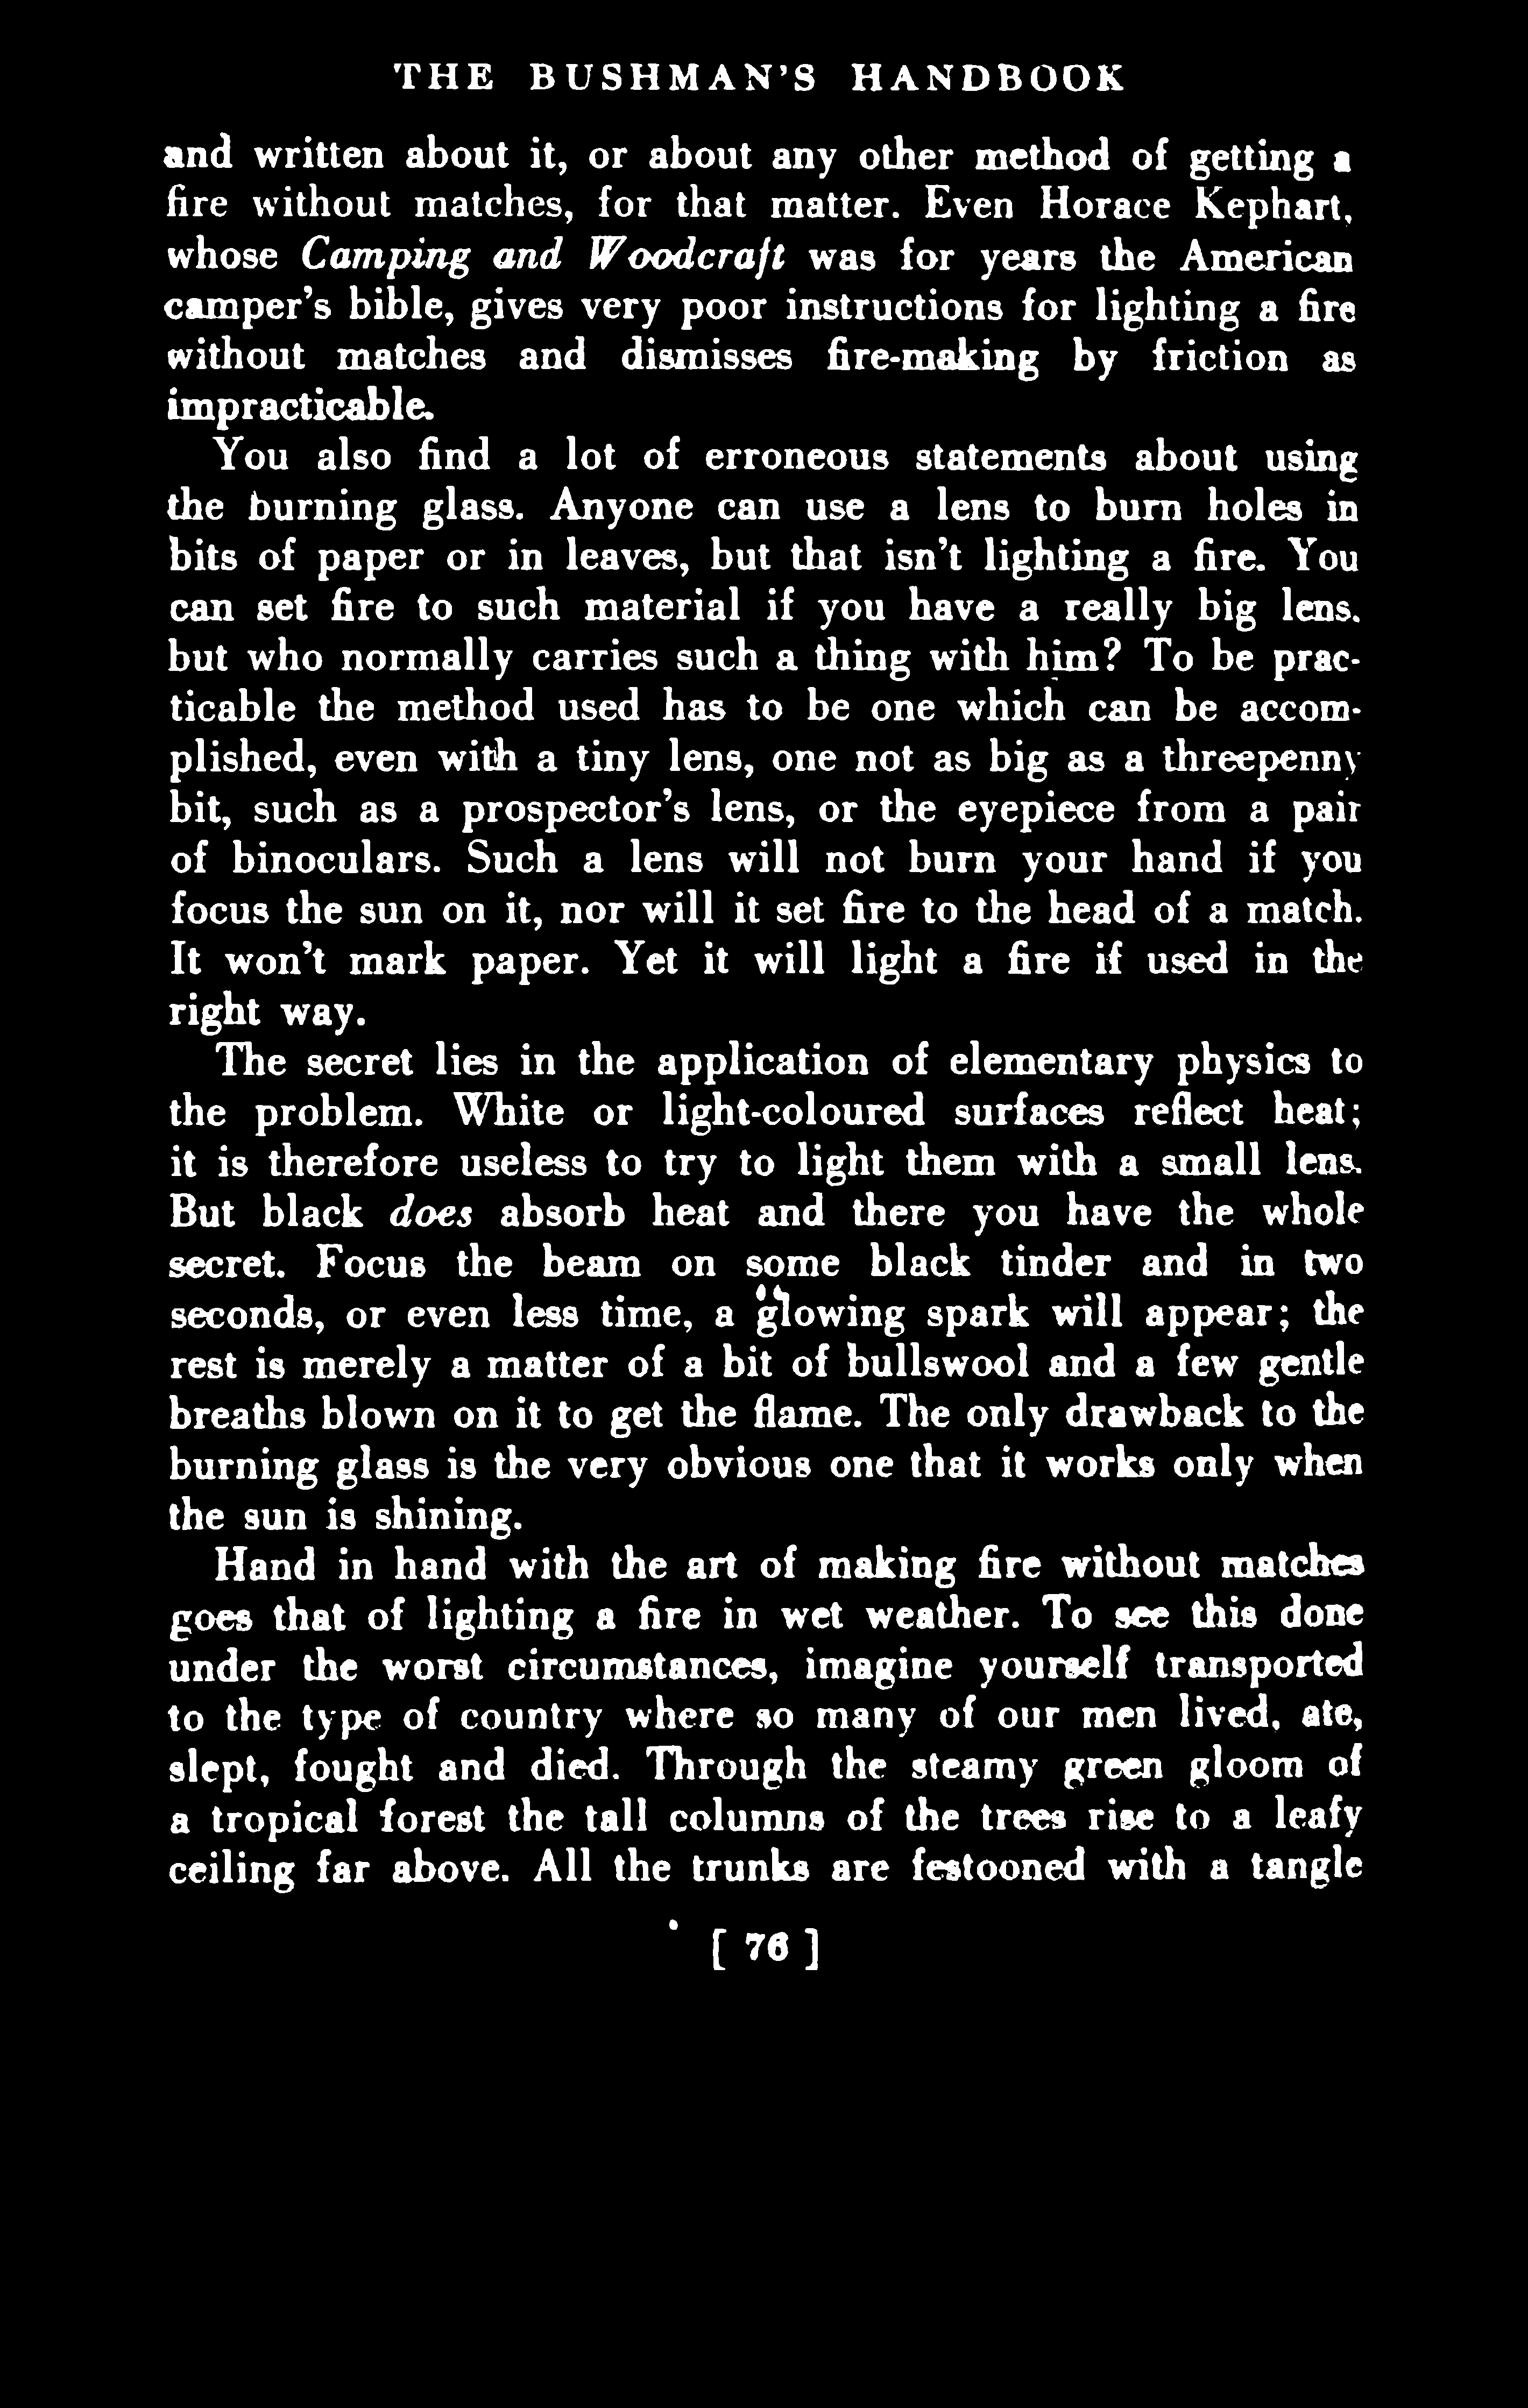 THE BUSHMAN'S HANDBOOK
and written about it, or about any other method of getting a
fire without matches, for that matter. Even Horace Kephart,
whose Camping and Woodcraft was for years the American
camper's bible, gives very poor instructions for lighting a fire
without matches and dismisses fire-making by friction as
impracticable.
You also find a lot of erroneous statements about using
the burning glass. Anyone can use a lens to burn holes in
bits of paper or in leaves, but that isn't lighting a fire. You
can set fire to such material if you have a really big lens.
but who normally carries such a thing with him? To be prac-
ticable the method used has to be one which can be accom-
plished, even with a tiny lens, one not as big as a threepenny
bit, such as a prospector's lens, or the eyepiece from a pair
of binoculars. Such a lens will not burn your hand if you
focus the sun on it, nor will it set fire to the head of a match.
It won't mark paper. Yet it will light a fire if used in the
right way.
The secret lies in the application of elementary physics to
the problem. White or light-coloured surfaces reflect heat;
it is therefore useless to try to light them with a small lens.
But black does absorb heat and there you have the whole
secret. Focus the beam on some black tinder and in two
seconds, or even less time, a glowing spark will appear; the
rest is merely a matter of a bit of bullswool and a few gentle
breaths blown on it to get the flame. The only drawback to the
burning glass is the very obvious one that it works only when
the sun is shining.
Hand in hand with the art of making fire without matches
goes that of lighting a fire in wet weather. To see this done
under the worst circumstances, imagine yourself transported
to the type of country where so many of our men lived, ate,
slept, fought and died. Through the steamy green gloom of
a tropical forest the tall columns of the trees rise to a leafy
ceiling far above. All the trunks are festooned with a tangle
[ 76 ]